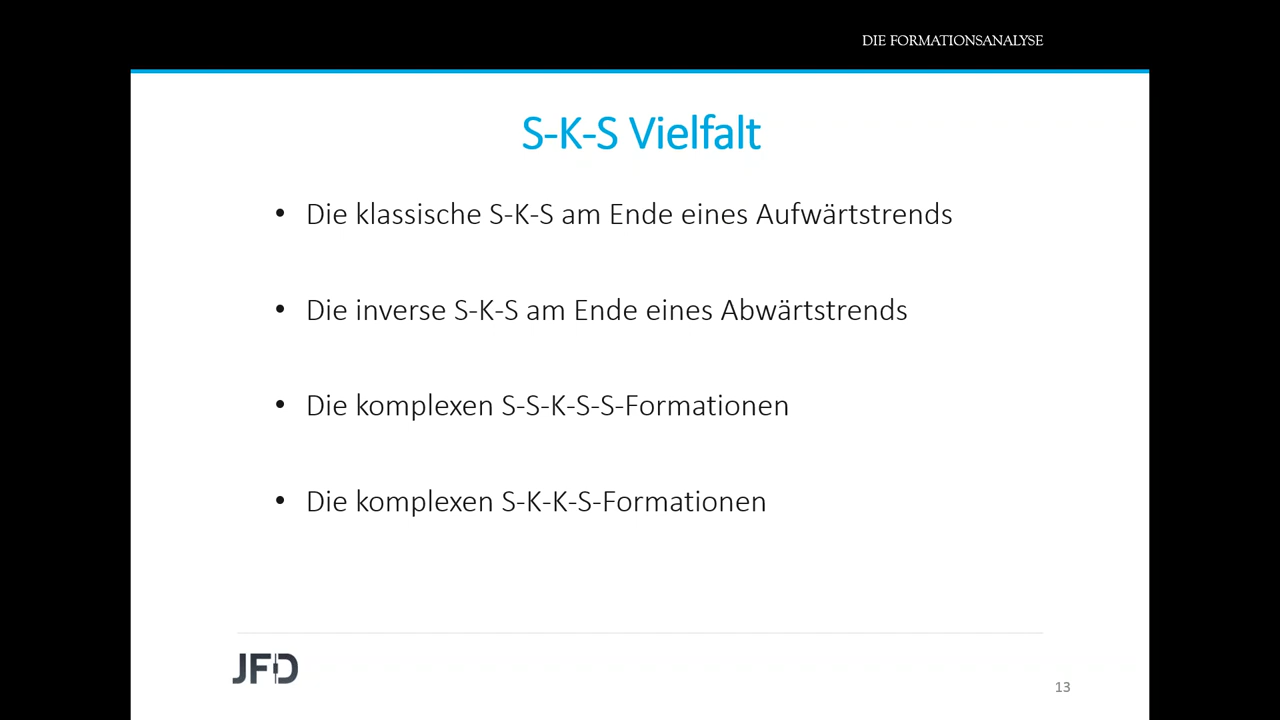 DIE FORMATIONSANALYSE
S-K-S Vielfalt
• Die klassische S-K-S am Ende eines Aufwärtstrends
• Die inverse S-K-S am Ende eines Abwärtstrends
• Die komplexen S-S-K-S-S-Formationen
• Die komplexen S-K-K-S-Formationen
JFD
13